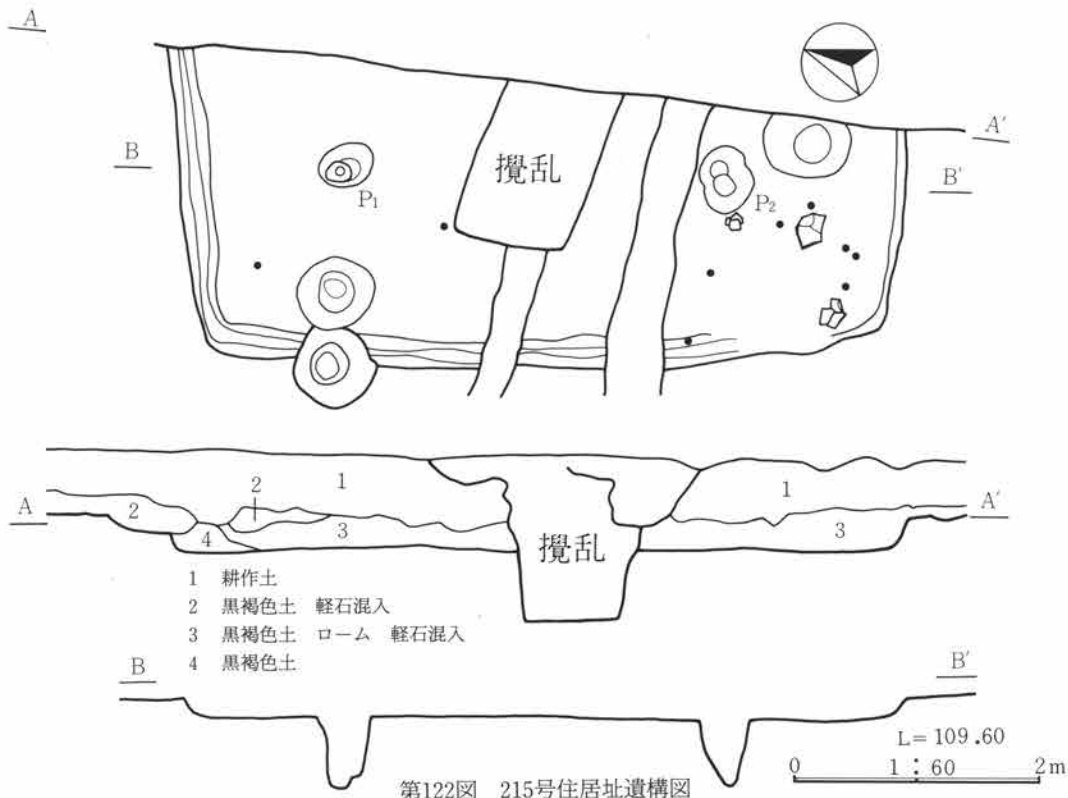 A
A′
B
B′
攪乱
P₁
P₂
1
2
1
A
2
4
3
攪乱
3
A′
1 耕作土
2 黒褐色土 軽石混入
3 黒褐色土 ローム 軽石混入
4 黒褐色土
B
B′
L= 109.60
0 1 : 60 2m
第122図 215号住居址遺構図